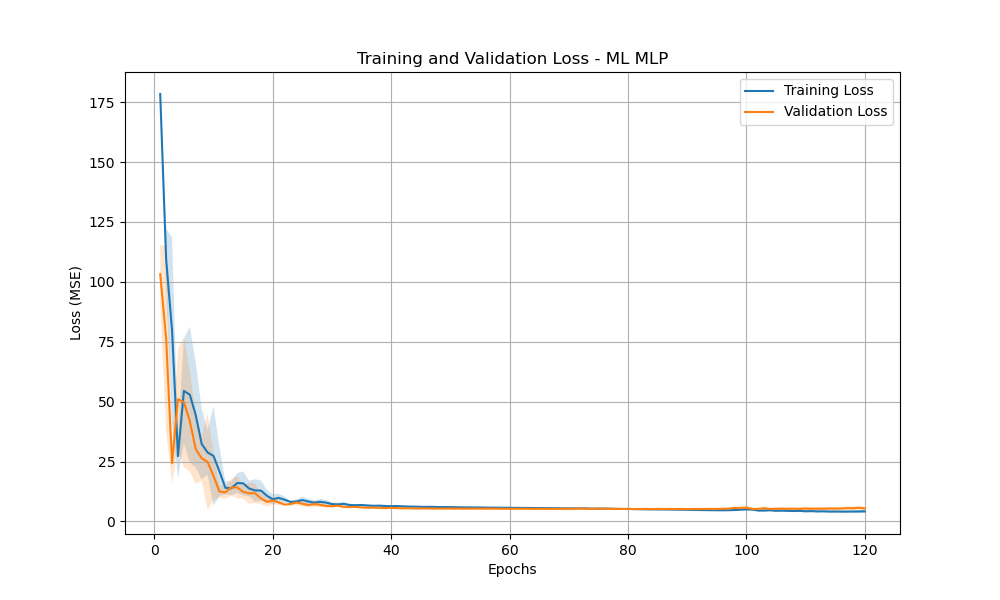 Training and Validation Loss - ML MLP
Training Loss
Validation Loss
175
150
125
100
75
50
25
0
Loss (MSE)
0 20 40 60 80 100 120
Epochs